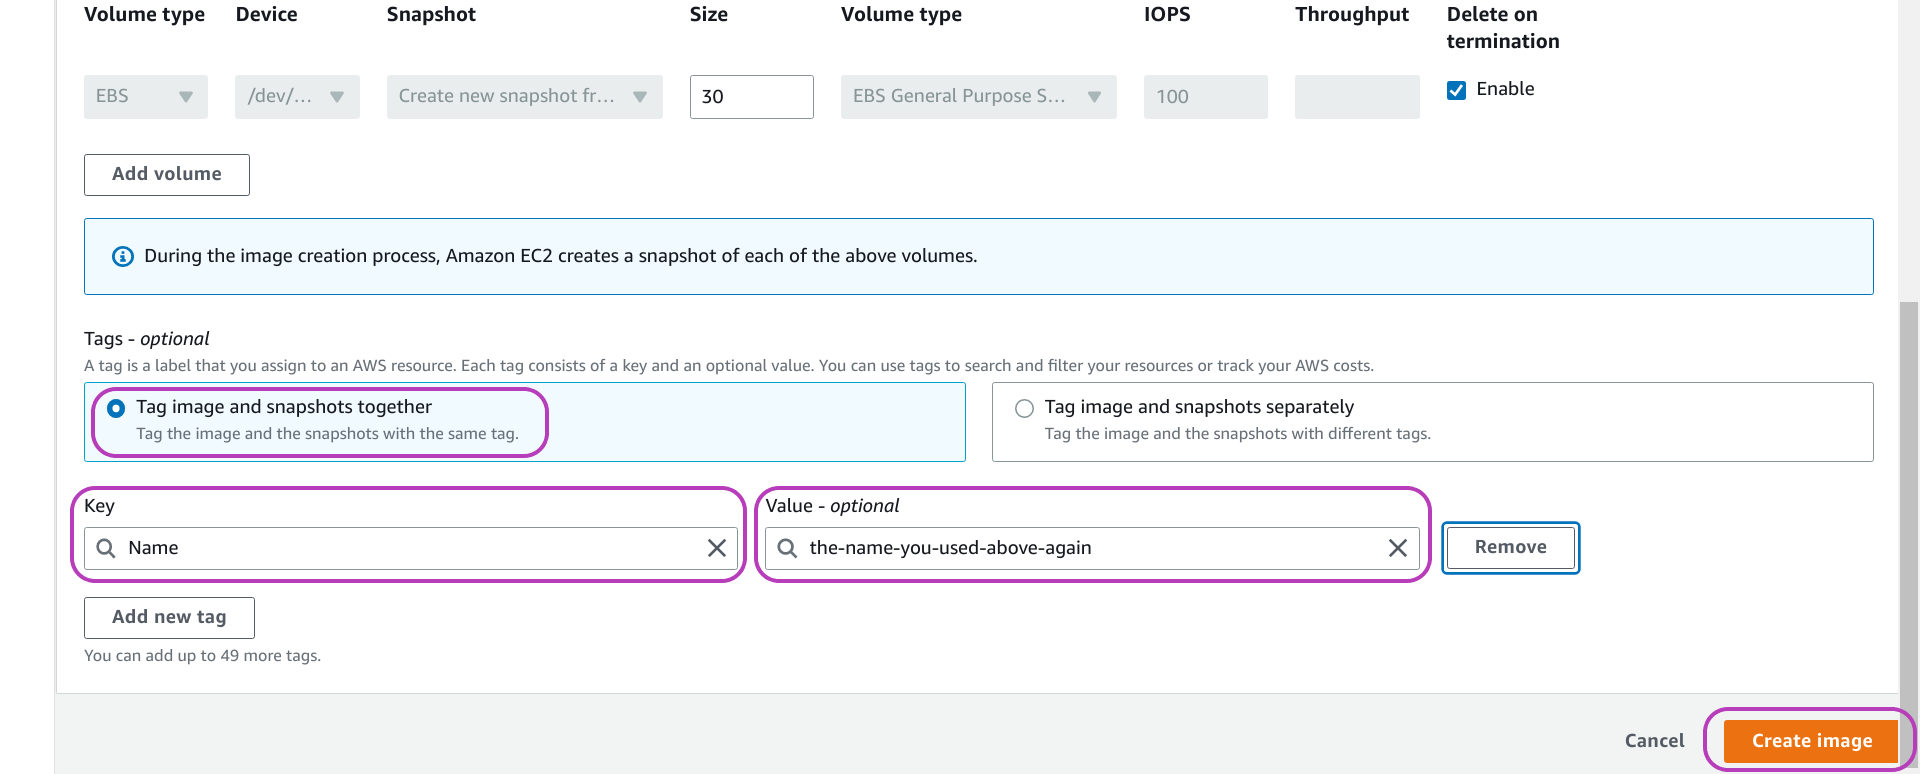 Volume type Device Snapshot Size Volume type IOPS Throughput Delete on
termination
EBS /dev/... Create new snapshot fr... 30 EBS General Purpose S... 100 Enable
Add volume
During the image creation process, Amazon EC2 creates a snapshot of each of the above volumes.
Tags - optional
A tag is a label that you assign to an AWS resource. Each tag consists of a key and an optional value. You can use tags to search and filter your resources or track your AWS costs.
Tag image and snapshots together
Tag the image and the snapshots with the same tag.
Tag image and snapshots separately
Tag the image and the snapshots with different tags.
Key Value - optional
Name the-name-you-used-above-again Remove
Add new tag
You can add up to 49 more tags.
Cancel Create image